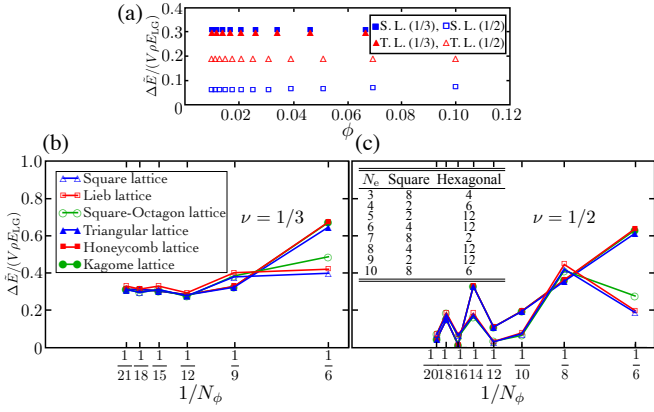 (a)
0.4
0.3
0.2
0.1
0
ΔẼ/(VρE_LG)
S. L. (1/3), S. L. (1/2)
T. L. (1/3), T. L. (1/2)
0.02 0.04 0.06 0.08 0.10 0.12
ϕ
(b)
1.0
0.8
0.6
0.4
0.2
0
ΔẼ/(VρE_LG)
Square lattice
Lieb lattice
Square-Octagon lattice
Triangular lattice
Honeycomb lattice
Kagome lattice
ν = 1/3
1/21 1/18 1/15 1/12 1/9 1/6
1/N_ϕ
(c)
N_e Square Hexagonal
3 8 4
4 2 6
5 2 12
6 4 12
7 8 2
8 4 12
9 2 12
10 8 6
ν = 1/2
1/20 1/18 1/16 1/14 1/12 1/10 1/8 1/6
1/N_ϕ